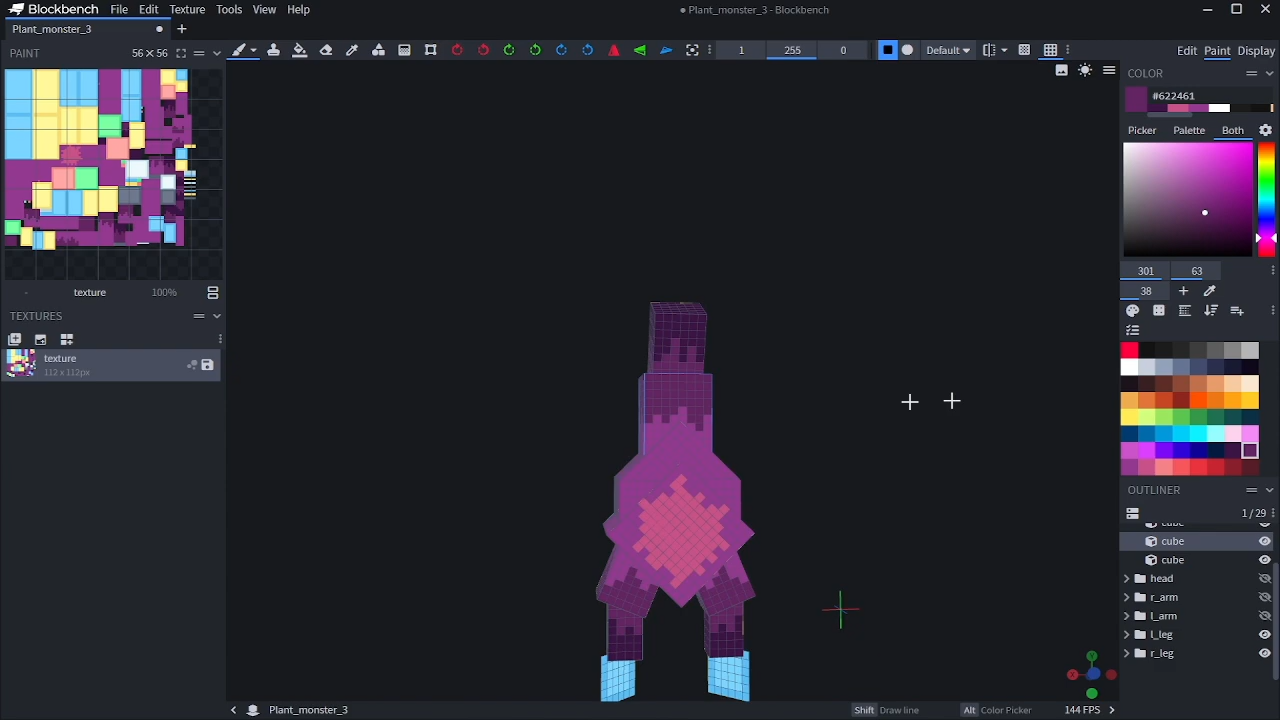 Blockbench File Edit Texture Tools View Help
• Plant_monster_3 - Blockbench
Plant_monster_3
PAINT 56 × 56
1 255 0 Default
Edit Paint Display
COLOR
#622461
Picker Palette Both
301 63
38
- texture 100%
TEXTURES
texture
112 x 112px
OUTLINER
1 / 29
cube
cube
cube
head
r_arm
l_arm
l_leg
r_leg
Y
X
Plant_monster_3
Shift Draw line Alt Color Picker 144 FPS